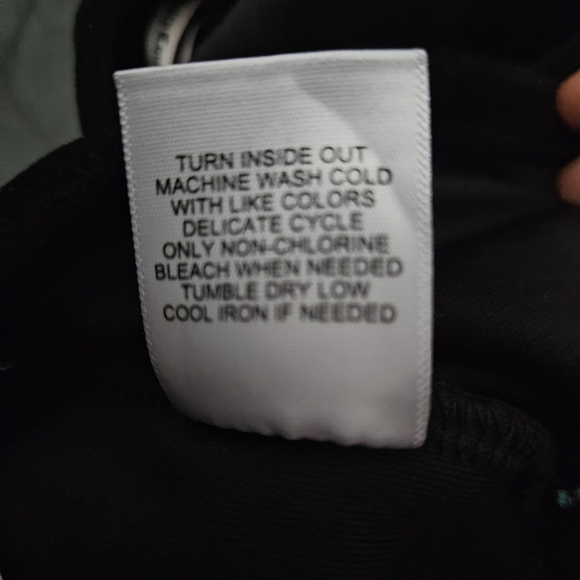 TURN INSIDE OUT
MACHINE WASH COLD
WITH LIKE COLORS
DELICATE CYCLE
ONLY NON-CHLORINE
BLEACH WHEN NEEDED
TUMBLE DRY LOW
COOL IRON IF NEEDED